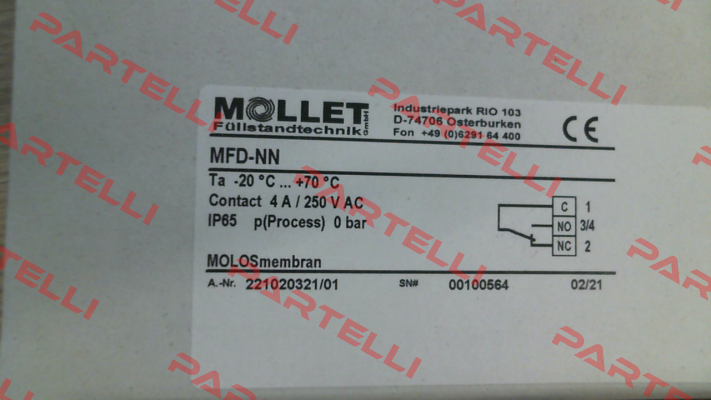 MOLLET
Füllstandtechnik GmbH
Industriepark RIO 103
D-74706 Osterburken
Fon +49 (0)6291 64 400
CE
MFD-NN
Ta -20 °C ... +70 °C
Contact 4 A / 250 V AC
IP65 p(Process) 0 bar
C 1
NO 3/4
NC 2
MOLOSmembran
A.-Nr. 221020321/01 SN# 00100564 02/21
PARTELLI
PARTELLI
PARTELLI
PARTELLI
PARTELLI
PARTELLI
PARTELLI